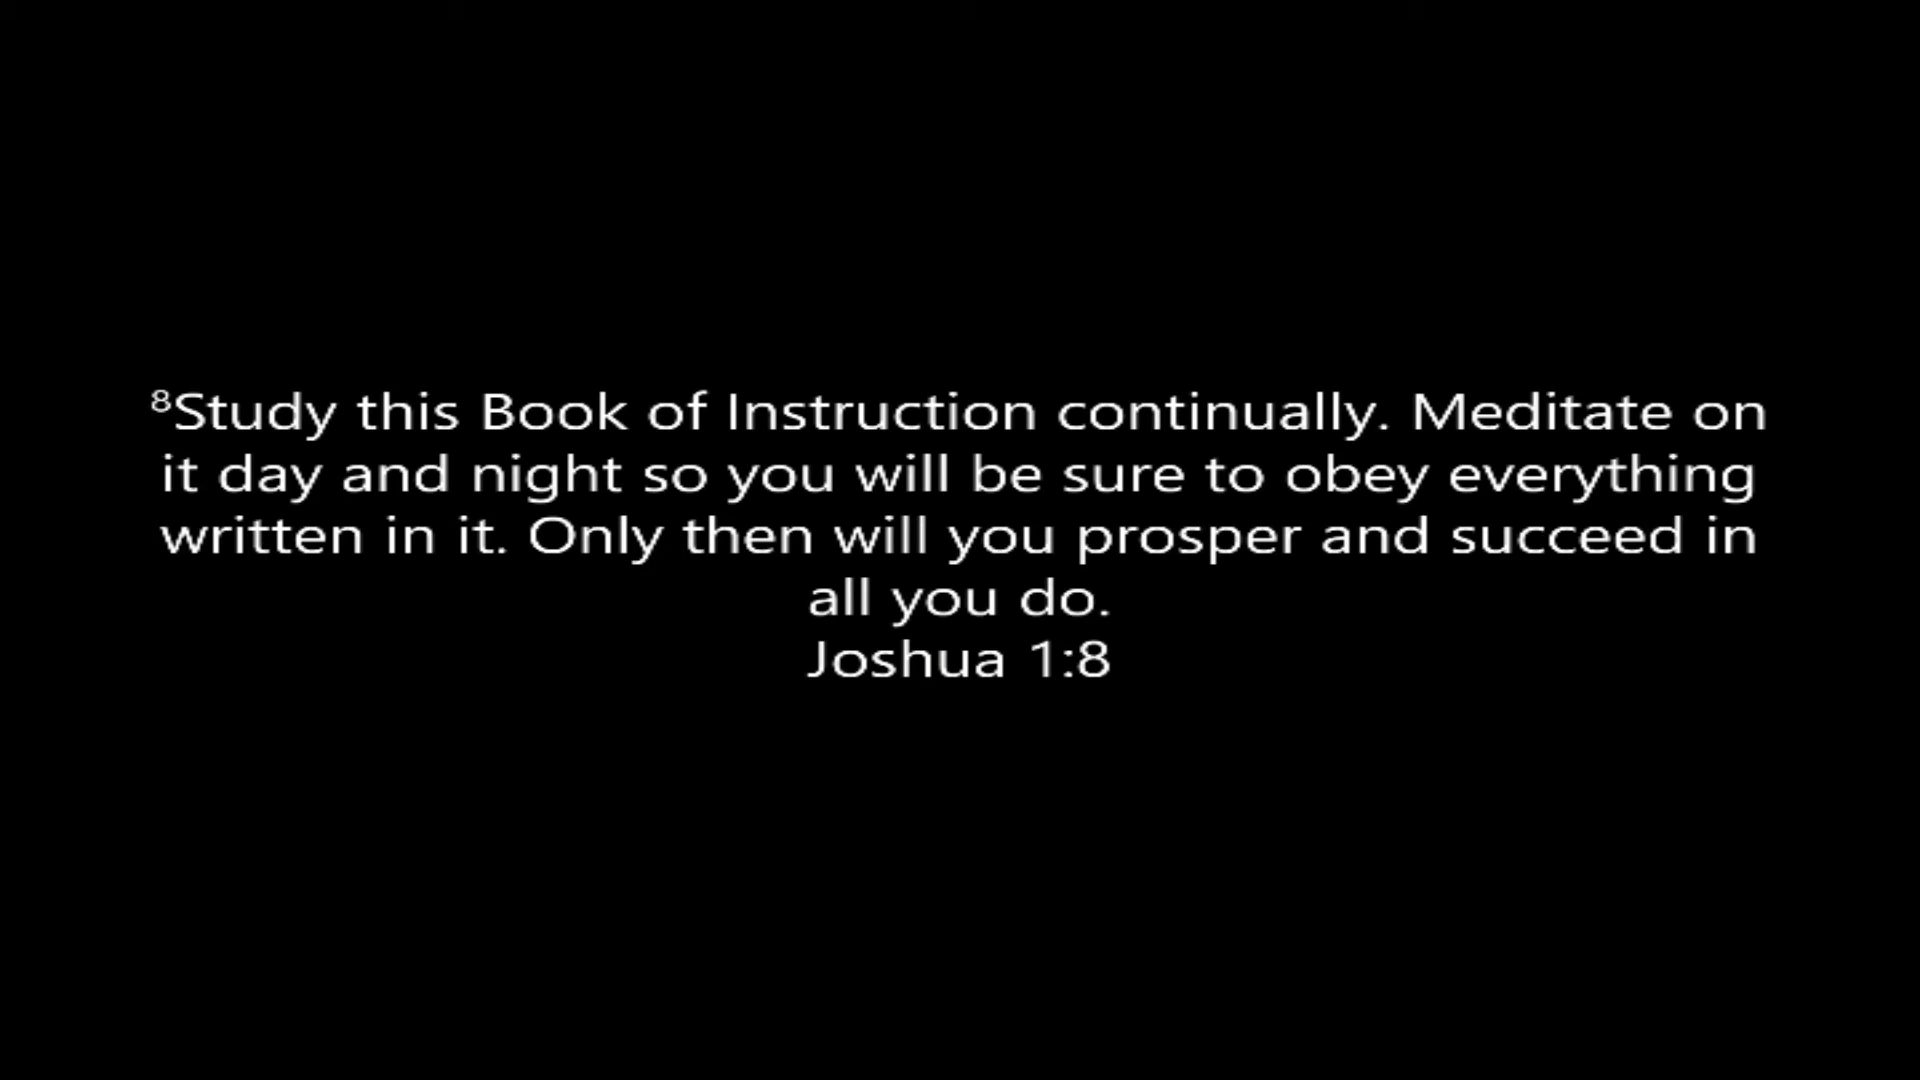 ⁸Study this Book of Instruction continually. Meditate on
it day and night so you will be sure to obey everything
written in it. Only then will you prosper and succeed in
all you do.
Joshua 1:8